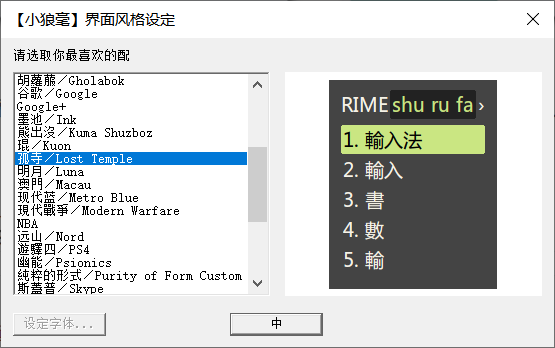 【小狼毫】界面风格设定
请选取你最喜欢的配
胡蘿蔔／Gholabok
谷歌／Google
Google+
墨池／Ink
熊出沒／Kuma Shuzboz
琨／Kuon
孤寺／Lost Temple
明月／Luna
澳門／Macau
现代蓝／Metro Blue
現代戰爭／Modern Warfare
NBA
远山／Nord
遊驛四／PS4
幽能／Psionics
純粹的形式／Purity of Form Custom
斯蓋普／Skype
RIME shu ru fa ›
1. 輸入法
2. 輸入
3. 書
4. 數
5. 輸
设定字体...
中